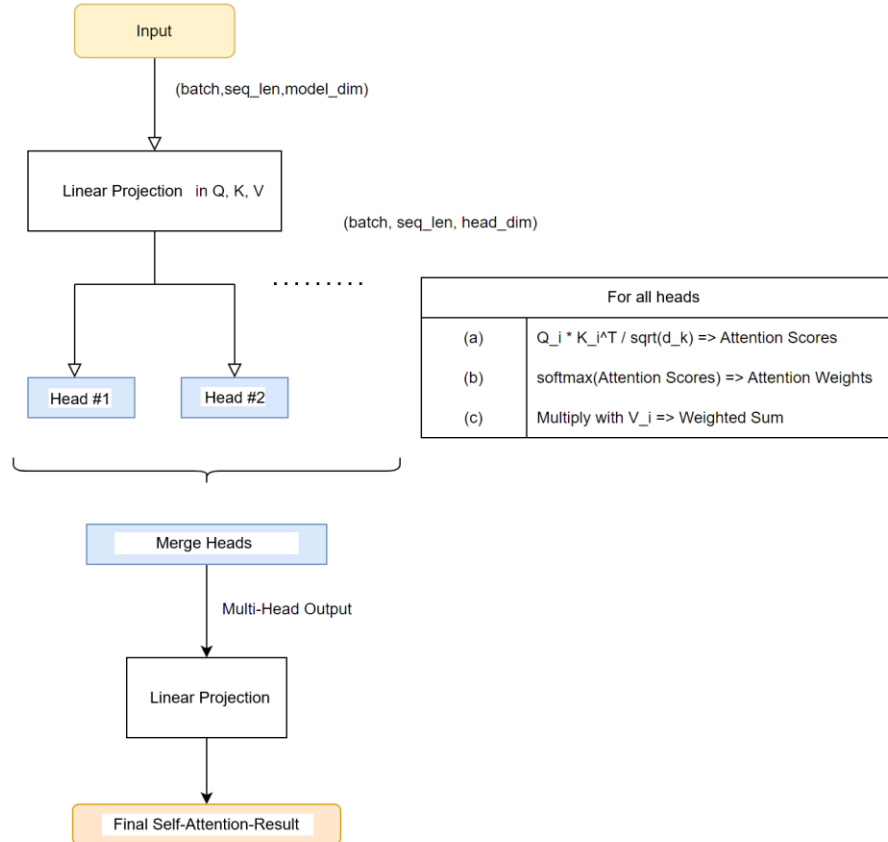 Input
(batch,seq_len,model_dim)
Linear Projection in Q, K, V
(batch, seq_len, head_dim)
.........
Head #1
Head #2
For all heads
(a) Q_i * K_i^T / sqrt(d_k) => Attention Scores
(b) softmax(Attention Scores) => Attention Weights
(c) Multiply with V_i => Weighted Sum
Merge Heads
Multi-Head Output
Linear Projection
Final Self-Attention-Result